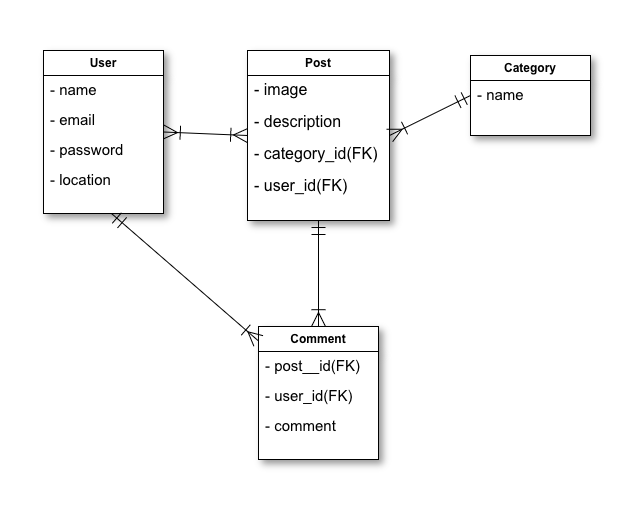 User
- name
- email
- password
- location
Post
- image
- description
- category_id(FK)
- user_id(FK)
Category
- name
Comment
- post__id(FK)
- user_id(FK)
- comment